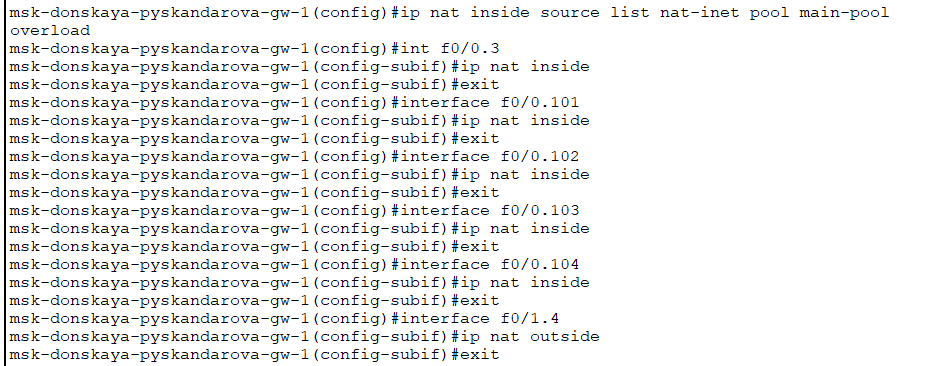 msk-donskaya-pyskandarova-gw-1(config)#ip nat inside source list nat-inet pool main-pool
overload
msk-donskaya-pyskandarova-gw-1(config)#int f0/0.3
msk-donskaya-pyskandarova-gw-1(config-subif)#ip nat inside
msk-donskaya-pyskandarova-gw-1(config-subif)#exit
msk-donskaya-pyskandarova-gw-1(config)#interface f0/0.101
msk-donskaya-pyskandarova-gw-1(config-subif)#ip nat inside
msk-donskaya-pyskandarova-gw-1(config-subif)#exit
msk-donskaya-pyskandarova-gw-1(config)#interface f0/0.102
msk-donskaya-pyskandarova-gw-1(config-subif)#ip nat inside
msk-donskaya-pyskandarova-gw-1(config-subif)#exit
msk-donskaya-pyskandarova-gw-1(config)#interface f0/0.103
msk-donskaya-pyskandarova-gw-1(config-subif)#ip nat inside
msk-donskaya-pyskandarova-gw-1(config-subif)#exit
msk-donskaya-pyskandarova-gw-1(config)#interface f0/0.104
msk-donskaya-pyskandarova-gw-1(config-subif)#ip nat inside
msk-donskaya-pyskandarova-gw-1(config-subif)#exit
msk-donskaya-pyskandarova-gw-1(config)#interface f0/1.4
msk-donskaya-pyskandarova-gw-1(config-subif)#ip nat outside
msk-donskaya-pyskandarova-gw-1(config-subif)#exit